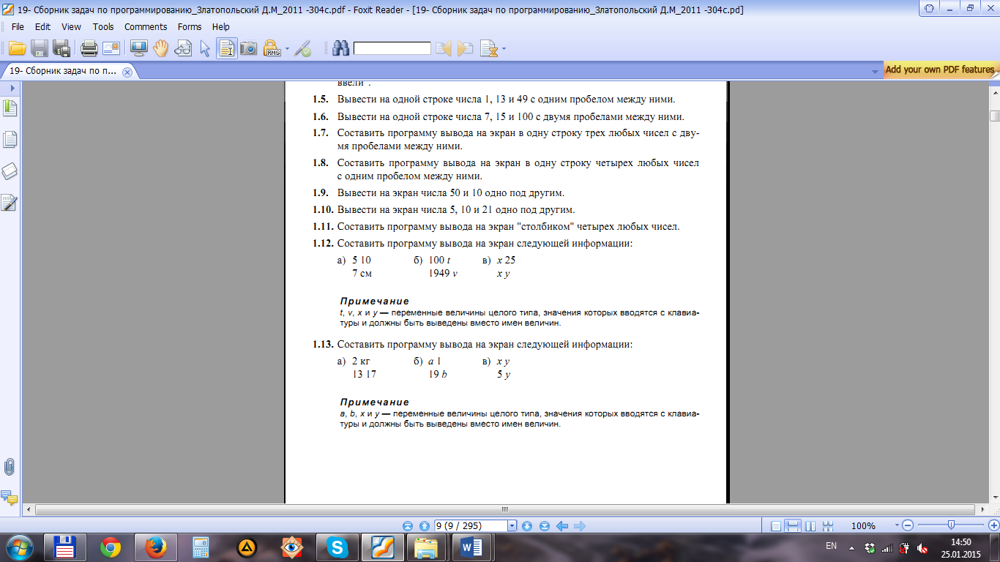 19- Сборник задач по программированию_Златопольский Д.М_2011 -304с.pdf - Foxit Reader - [19- Сборник задач по программированию_Златопольский Д.М_2011 -304с.pd]
File Edit View Tools Comments Forms Help
RMS
19- Сборник задач по п...
Add your own PDF features
ввели".
1.5. Вывести на одной строке числа 1, 13 и 49 с одним пробелом между ними.
1.6. Вывести на одной строке числа 7, 15 и 100 с двумя пробелами между ними.
1.7. Составить программу вывода на экран в одну строку трех любых чисел с дву-
мя пробелами между ними.
1.8. Составить программу вывода на экран в одну строку четырех любых чисел
с одним пробелом между ними.
1.9. Вывести на экран числа 50 и 10 одно под другим.
1.10. Вывести на экран числа 5, 10 и 21 одно под другим.
1.11. Составить программу вывода на экран "столбиком" четырех любых чисел.
1.12. Составить программу вывода на экран следующей информации:
а) 5 10 б) 100 t в) x 25
7 см 1949 v x y
Примечание
t, v, x и y — переменные величины целого типа, значения которых вводятся с клавиа-
туры и должны быть выведены вместо имен величин.
1.13. Составить программу вывода на экран следующей информации:
а) 2 кг б) a 1 в) x y
13 17 19 b 5 y
Примечание
a, b, x и y — переменные величины целого типа, значения которых вводятся с клавиа-
туры и должны быть выведены вместо имен величин.
9 (9 / 295)
100%
EN
14:50
25.01.2015